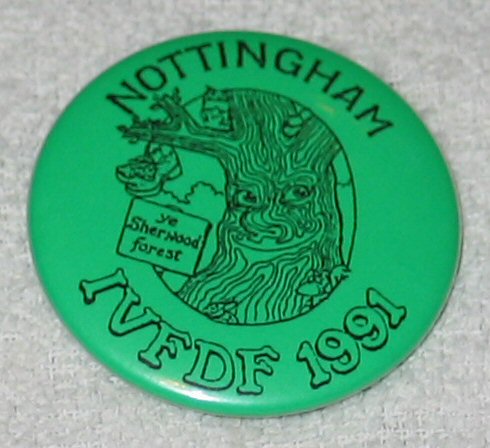 NOTTINGHAM
ye
Sherwood
forest
IVFDF 1991